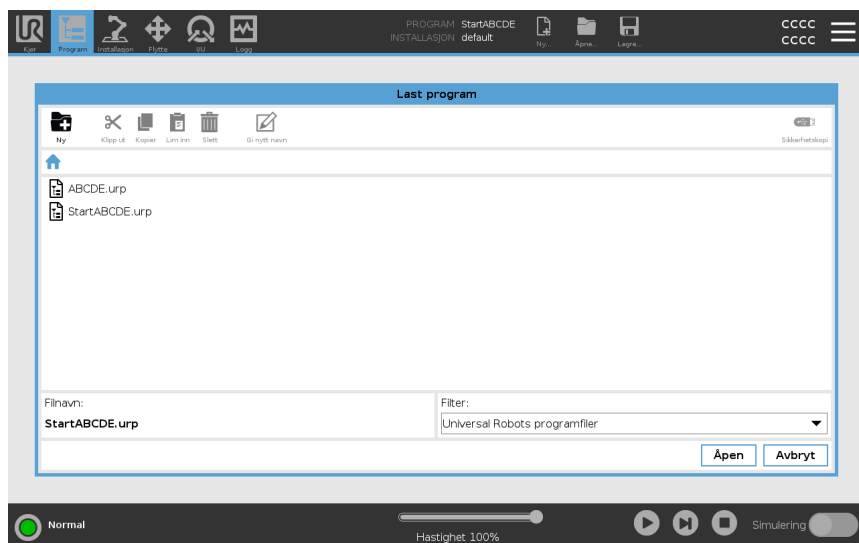 PROGRAM StartABCDE
INSTALLASJON default
CCCC
CCCC
Kjør Program Installasjon Flytte I/U Logg Ny... Åpne... Lagre...
Last program
Ny Klipp ut Kopier Lim inn Slett Gi nytt navn Sikkerhetskopi
ABCDE.urp
StartABCDE.urp
Filnavn:
StartABCDE.urp
Filter:
Universal Robots programfiler
Åpen Avbryt
Normal
Hastighet 100%
Simulering